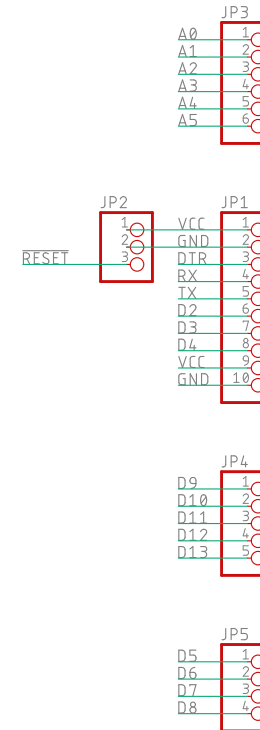 JP3
A0 1
A1 2
A2 3
A3 4
A4 5
A5 6
JP2 JP1
1 VCC 1
2 GND 2
RESET 3 DTR 3
RX 4
TX 5
D2 6
D3 7
D4 8
VCC 9
GND 10
JP4
D9 1
D10 2
D11 3
D12 4
D13 5
JP5
D5 1
D6 2
D7 3
D8 4